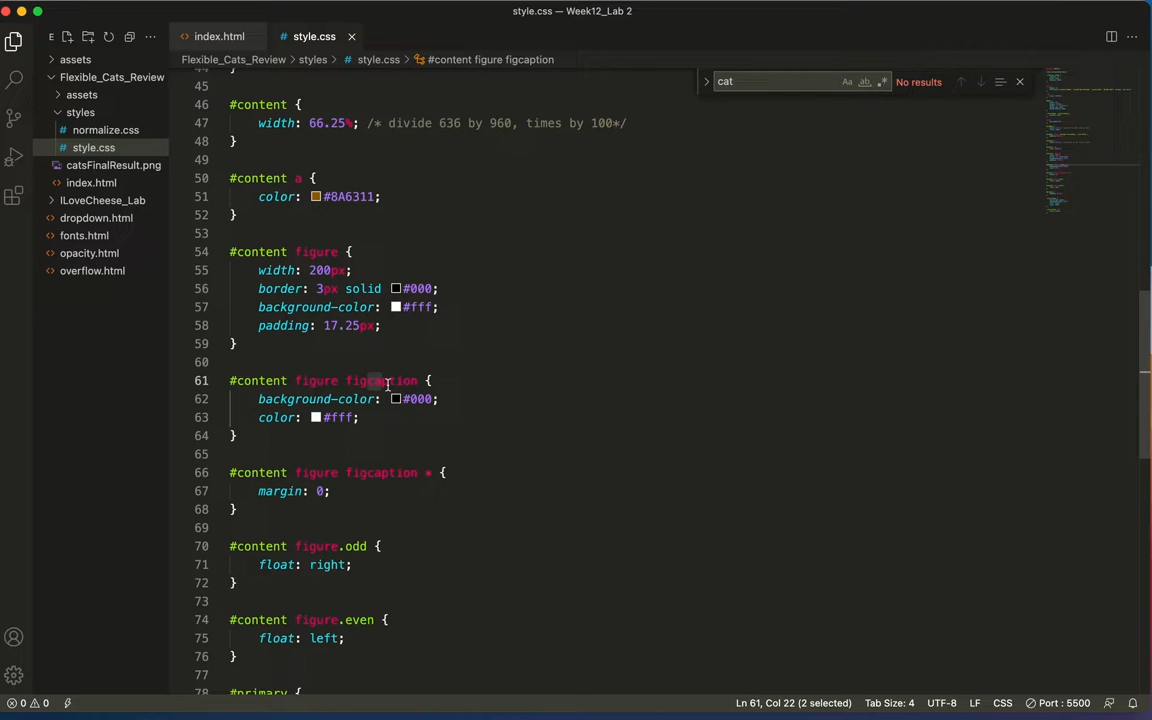 style.css — Week12_Lab 2
E
index.html
style.css
Flexible_Cats_Review > styles > style.css > #content figure figcaption
cat
Aa ab
No results
assets
Flexible_Cats_Review
assets
styles
normalize.css
style.css
catsFinalResult.png
index.html
ILoveCheese_Lab
dropdown.html
fonts.html
opacity.html
overflow.html
44 }
45
46 #content {
47 width: 66.25%; /* divide 636 by 960, times by 100*/
48 }
49
50 #content a {
51 color: #8A6311;
52 }
53
54 #content figure {
55 width: 200px;
56 border: 3px solid #000;
57 background-color: #fff;
58 padding: 17.25px;
59 }
60
61 #content figure figcaption {
62 background-color: #000;
63 color: #fff;
64 }
65
66 #content figure figcaption * {
67 margin: 0;
68 }
69
70 #content figure.odd {
71 float: right;
72 }
73
74 #content figure.even {
75 float: left;
76 }
77
78 #primary {
0 0
Ln 61, Col 22 (2 selected) Tab Size: 4 UTF-8 LF CSS Port : 5500